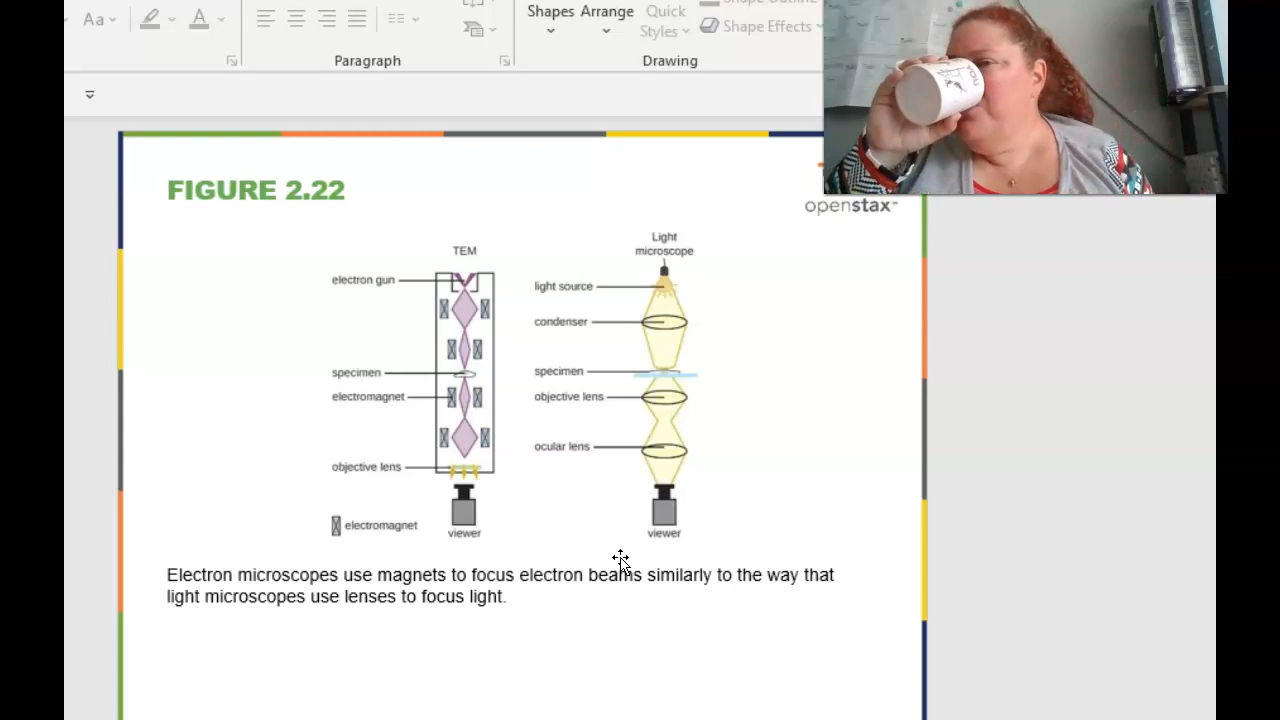 Shape Outline
Aa
Shapes Arrange Quick
Styles
Shape Effects
Paragraph
Drawing
YOU
FIGURE 2.22
openstax™
TEM
electron gun
specimen
electromagnet
objective lens
electromagnet
viewer
Light
microscope
light source
condenser
specimen
objective lens
ocular lens
viewer
Electron microscopes use magnets to focus electron beams similarly to the way that
light microscopes use lenses to focus light.